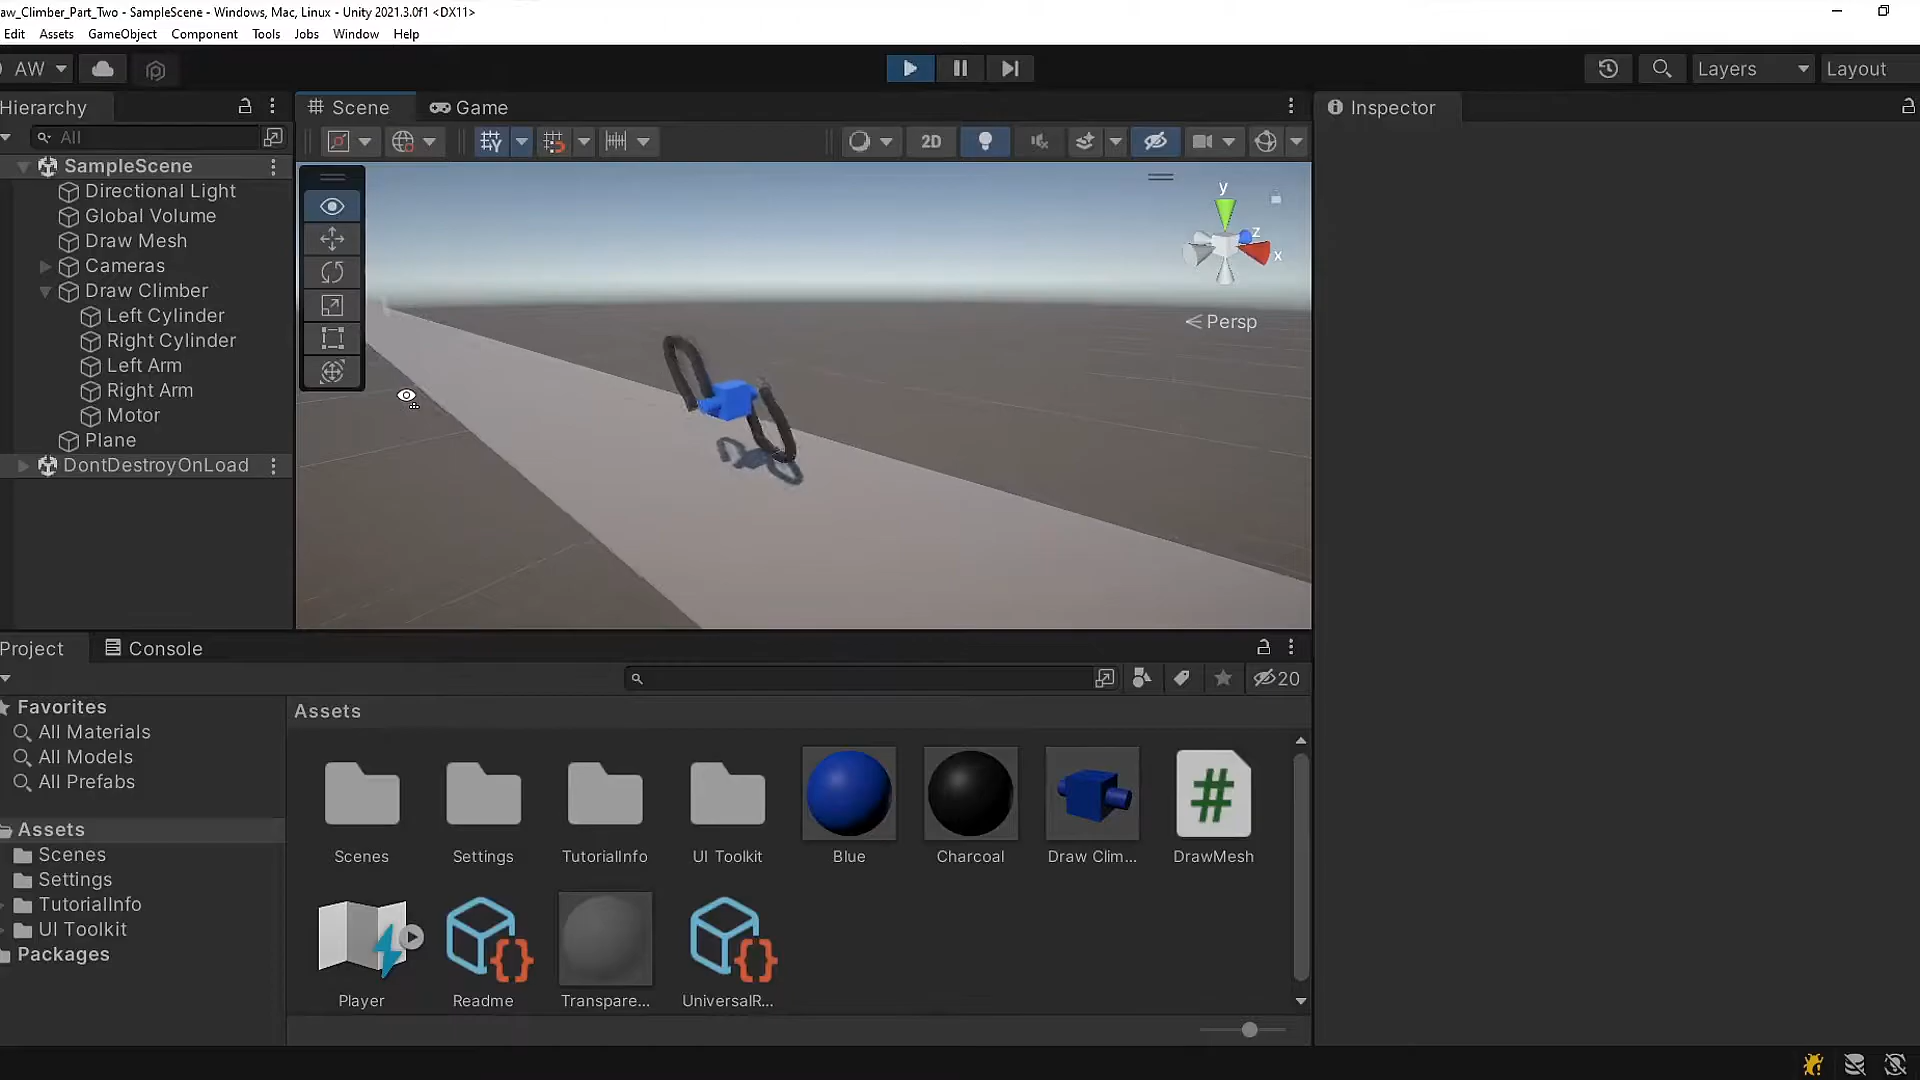 aw_Climber_Part_Two - SampleScene - Windows, Mac, Linux - Unity 2021.3.0f1 <DX11>
Edit Assets GameObject Component Tools Jobs Window Help
AW
Layers
Layout
Hierarchy
Scene
Game
Inspector
All
2D
SampleScene
Directional Light
Global Volume
Draw Mesh
Cameras
Draw Climber
Left Cylinder
Right Cylinder
Left Arm
Right Arm
Motor
Plane
DontDestroyOnLoad
y
z
x
Persp
Project
Console
20
Favorites
All Materials
All Models
All Prefabs
Assets
Scenes
Settings
TutorialInfo
UI Toolkit
Packages
Assets
Scenes
Settings
TutorialInfo
UI Toolkit
Blue
Charcoal
Draw Clim...
DrawMesh
Player
Readme
Transpare...
UniversalR...